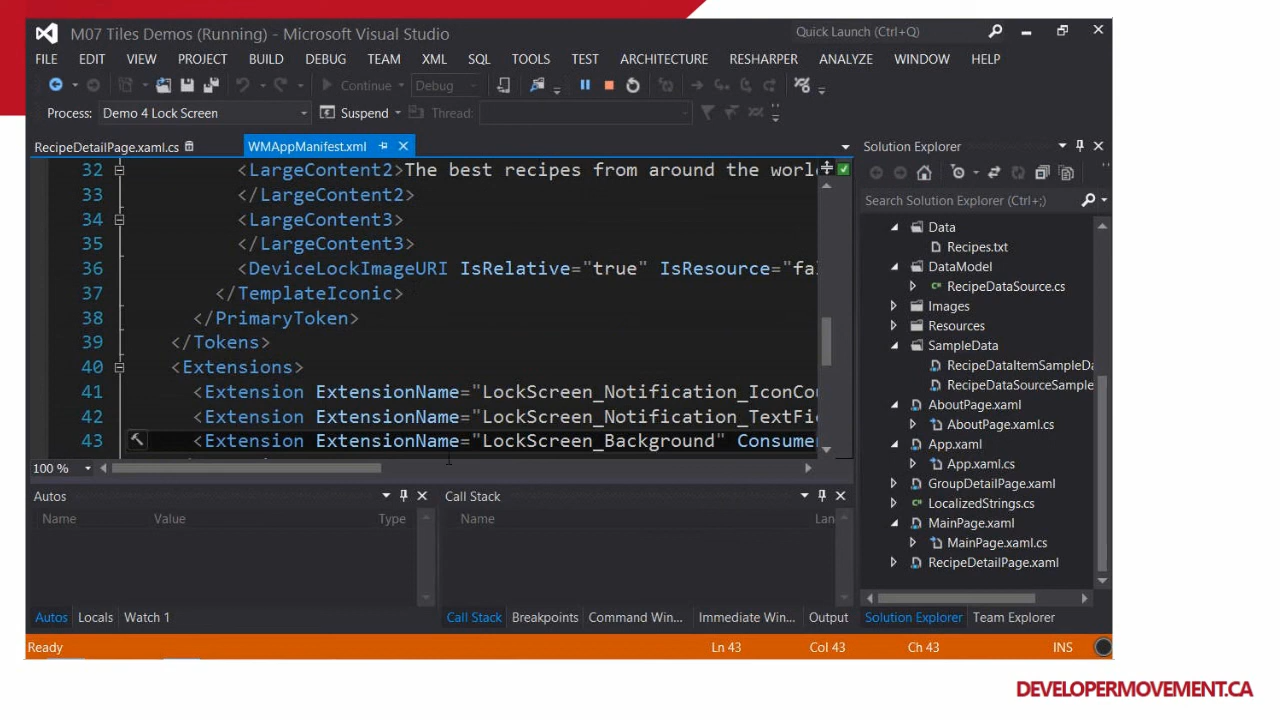 M07 Tiles Demos (Running) - Microsoft Visual Studio
Quick Launch (Ctrl+Q)
FILE EDIT VIEW PROJECT BUILD DEBUG TEAM XML SQL TOOLS TEST ARCHITECTURE RESHARPER ANALYZE WINDOW HELP
Continue Debug
Process: Demo 4 Lock Screen Suspend Thread:
RecipeDetailPage.xaml.cs WMAppManifest.xml
32 <LargeContent2>The best recipes from around the worl
33 </LargeContent2>
34 <LargeContent3>
35 </LargeContent3>
36 <DeviceLockImageURI IsRelative="true" IsResource="fal
37 </TemplateIconic>
38 </PrimaryToken>
39 </Tokens>
40 <Extensions>
41 <Extension ExtensionName="LockScreen_Notification_IconCou
42 <Extension ExtensionName="LockScreen_Notification_TextFie
43 <Extension ExtensionName="LockScreen_Background" Consumer
100 %
Autos
Name Value Type
Autos Locals Watch 1
Call Stack
Name Lan
Call Stack Breakpoints Command Win... Immediate Win... Output
Solution Explorer
Search Solution Explorer (Ctrl+;)
Data
Recipes.txt
DataModel
RecipeDataSource.cs
Images
Resources
SampleData
RecipeDataItemSampleDa
RecipeDataSourceSample
AboutPage.xaml
AboutPage.xaml.cs
App.xaml
App.xaml.cs
GroupDetailPage.xaml
LocalizedStrings.cs
MainPage.xaml
MainPage.xaml.cs
RecipeDetailPage.xaml
Solution Explorer Team Explorer
Ready Ln 43 Col 43 Ch 43 INS
DEVELOPERMOVEMENT.CA